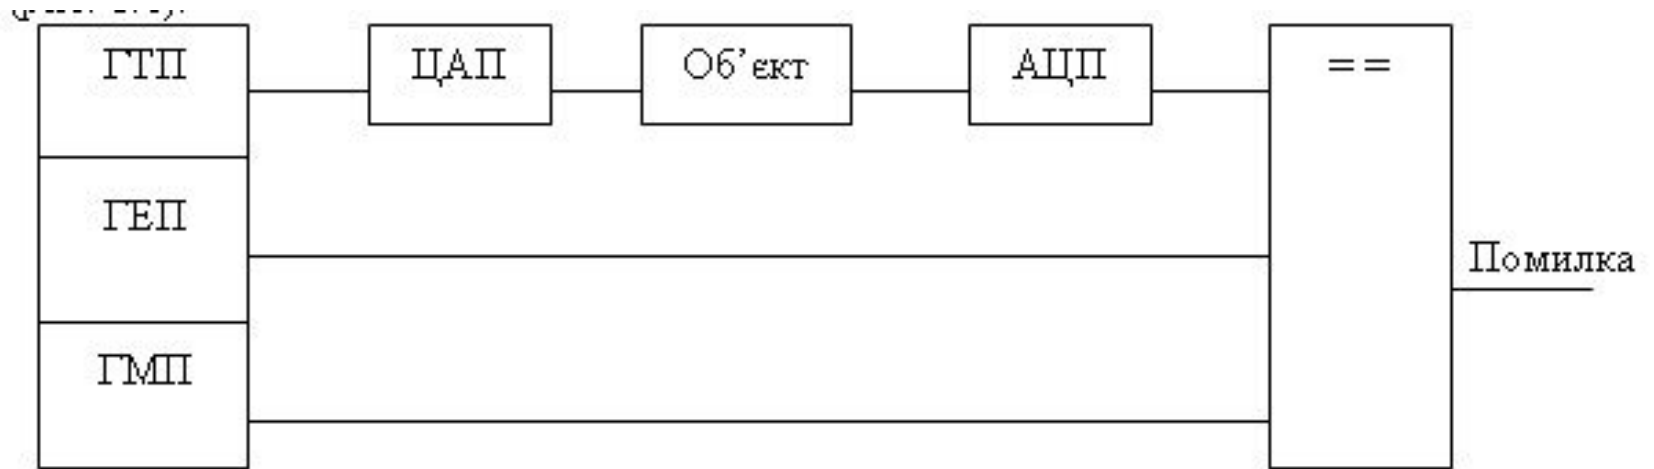 ГТП
ЦАП
Об’єкт
АЦП
==
ГЕП
Помилка
ГМП